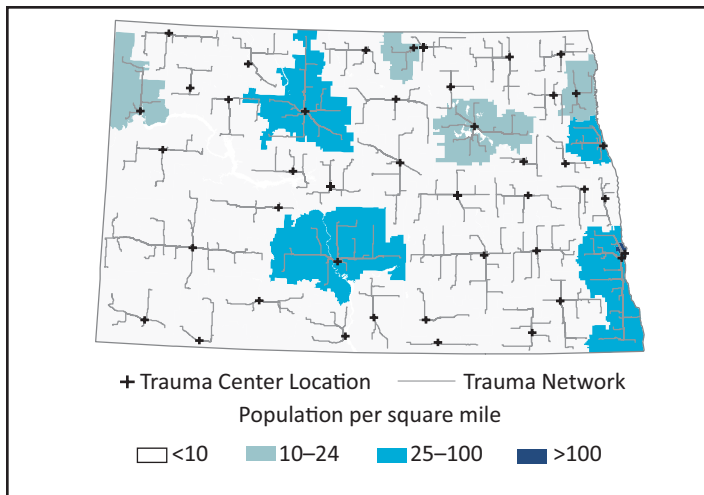 Trauma Center Location
Trauma Network
Population per square mile
<10
10–24
25–100
>100